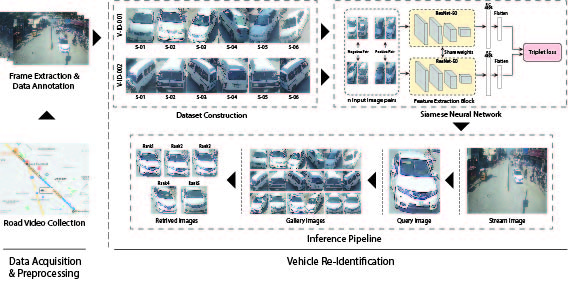 Frame Extraction &
Data Annotation
Road Video Collection
Data Acquisition
& Preprocessing
V-ID-001
S-01 S-02 S-03 S-04 S-05 S-06
V-ID-002
S-01 S-02 S-03 S-04 S-05 S-06
Dataset Construction
ResNet-50
Flatten
Negative Pair Positive Pair
Share weights
Triplet loss
ResNet-50
Flatten
n Input image pairs
Feature Extraction Block
Siamese Neural Network
Rank1 Rank2 Rank3
Rank4 Rank5
Retrived Images
Gallery Images
Query Image
Stream Image
Inference Pipeline
Vehicle Re-Identification